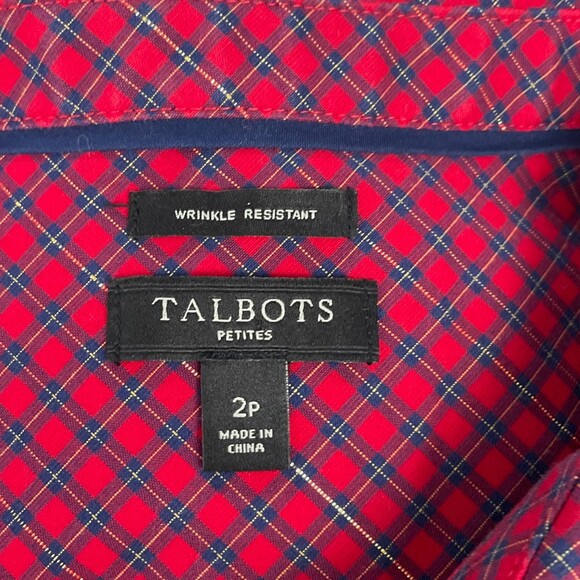 WRINKLE RESISTANT
TALBOTS
PETITES
2P
MADE IN
CHINA